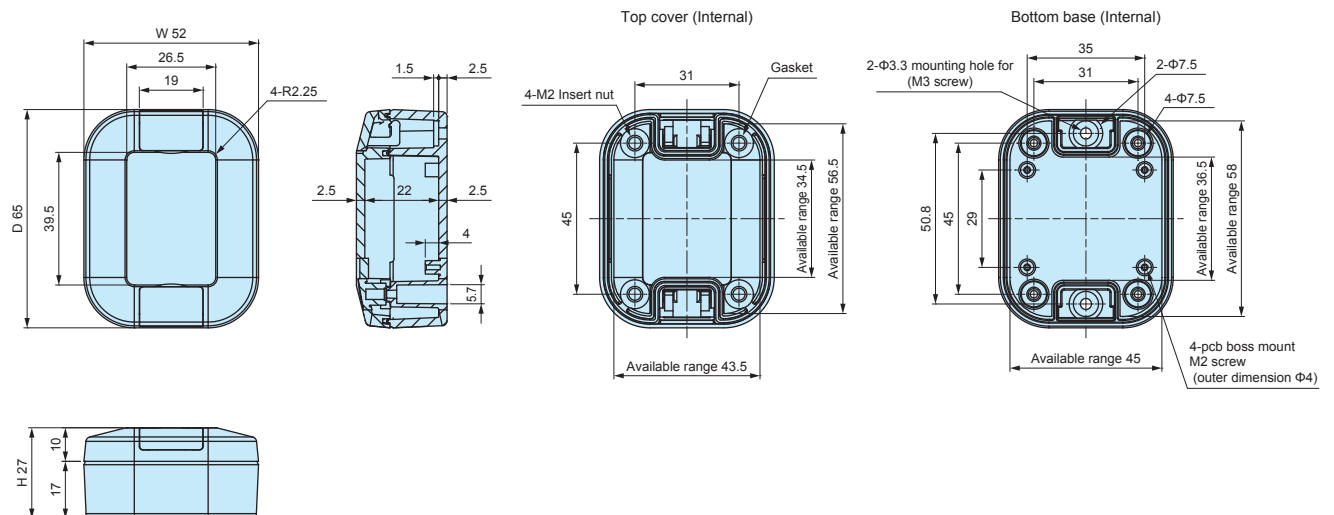 Top cover (Internal)
Bottom base (Internal)
W 52
26.5
19
4-R2.25
D 65
39.5
1.5
2.5
2.5
22
2.5
4
5.7
4-M2 Insert nut
31
Gasket
45
Available range 34.5
Available range 56.5
Available range 43.5
2-Φ3.3 mounting hole for
(M3 screw)
35
31
2-Φ7.5
4-Φ7.5
50.8
45
29
Available range 36.5
Available range 58
Available range 45
4-pcb boss mount
M2 screw
(outer dimension Φ4)
H 27
10
17